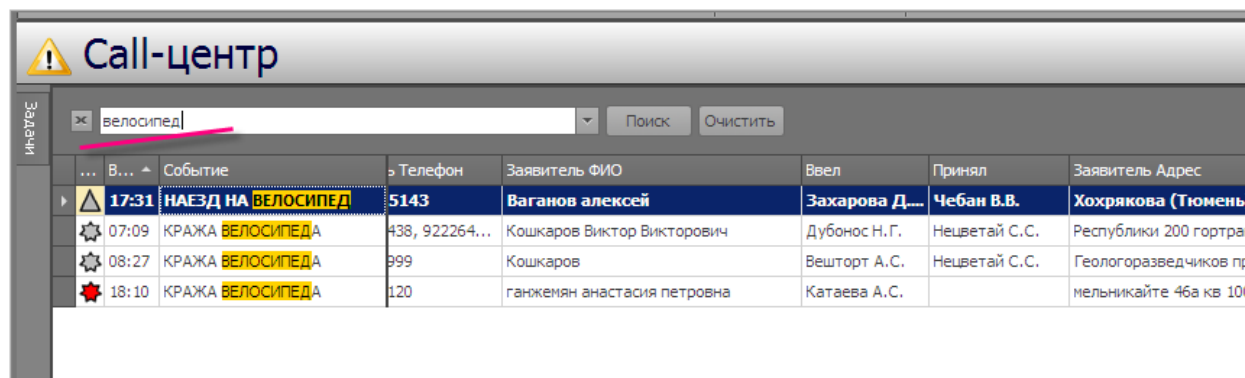 Call-центр
Задачи
велосипед Поиск Очистить
... В... Событие ь Телефон Заявитель ФИО Ввел Принял Заявитель Адрес
17:31 НАЕЗД НА ВЕЛОСИПЕД 5143 Ваганов алексей Захарова Д.... Чебан В.В. Хохрякова (Тюмень
07:09 КРАЖА ВЕЛОСИПЕДА 438, 922264... Кошкаров Виктор Викторович Дубонос Н.Г. Нецветай С.С. Республики 200 гортра
08:27 КРАЖА ВЕЛОСИПЕДА 999 Кошкаров Вешторт А.С. Нецветай С.С. Геологоразведчиков пр
18:10 КРАЖА ВЕЛОСИПЕДА 120 ганжемян анастасия петровна Катаева А.С. мельникайте 46а кв 10